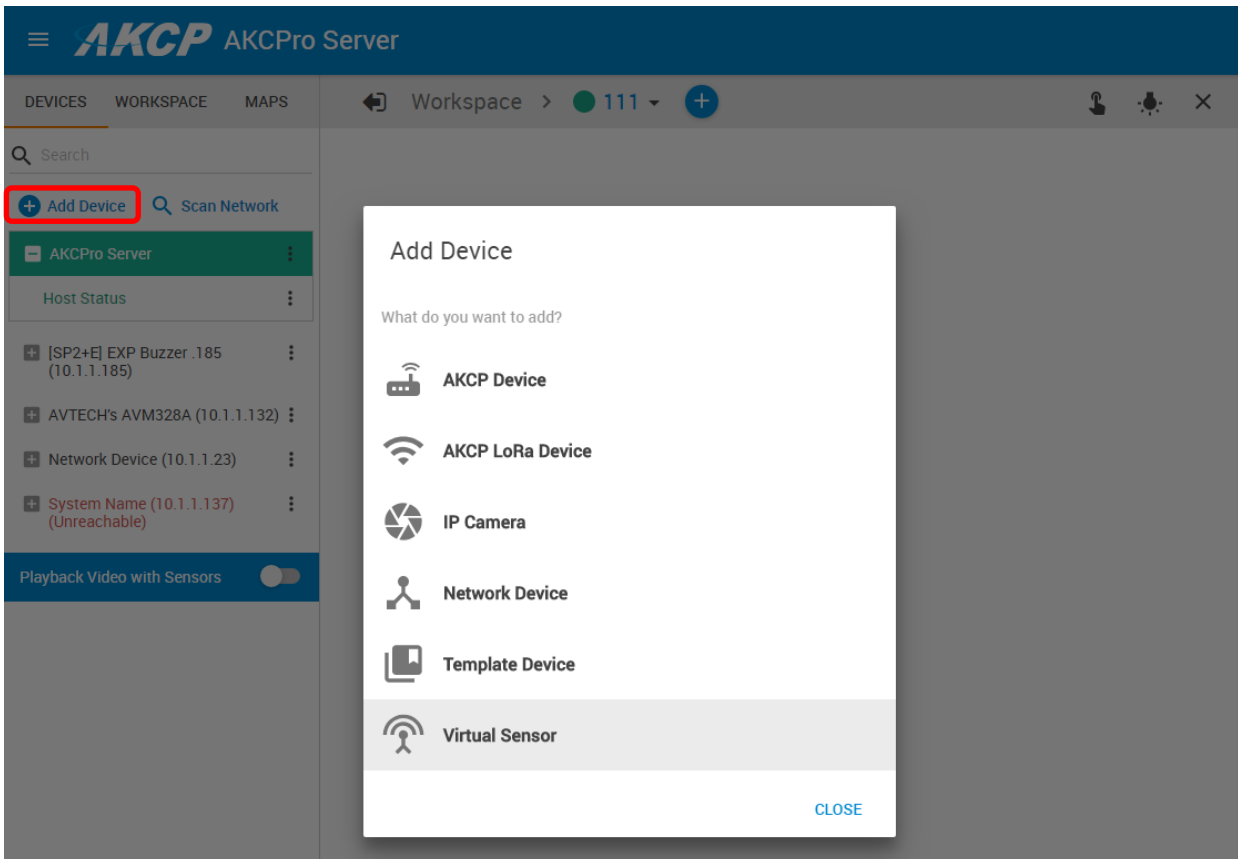 AKCP AKCPro Server
DEVICES WORKSPACE MAPS
Workspace > 111
Search
Add Device Scan Network
AKCPro Server
Host Status
[SP2+E] EXP Buzzer .185
(10.1.1.185)
AVTECH's AVM328A (10.1.1.132)
Network Device (10.1.1.23)
System Name (10.1.1.137)
(Unreachable)
Playback Video with Sensors
Add Device
What do you want to add?
AKCP Device
AKCP LoRa Device
IP Camera
Network Device
Template Device
Virtual Sensor
CLOSE